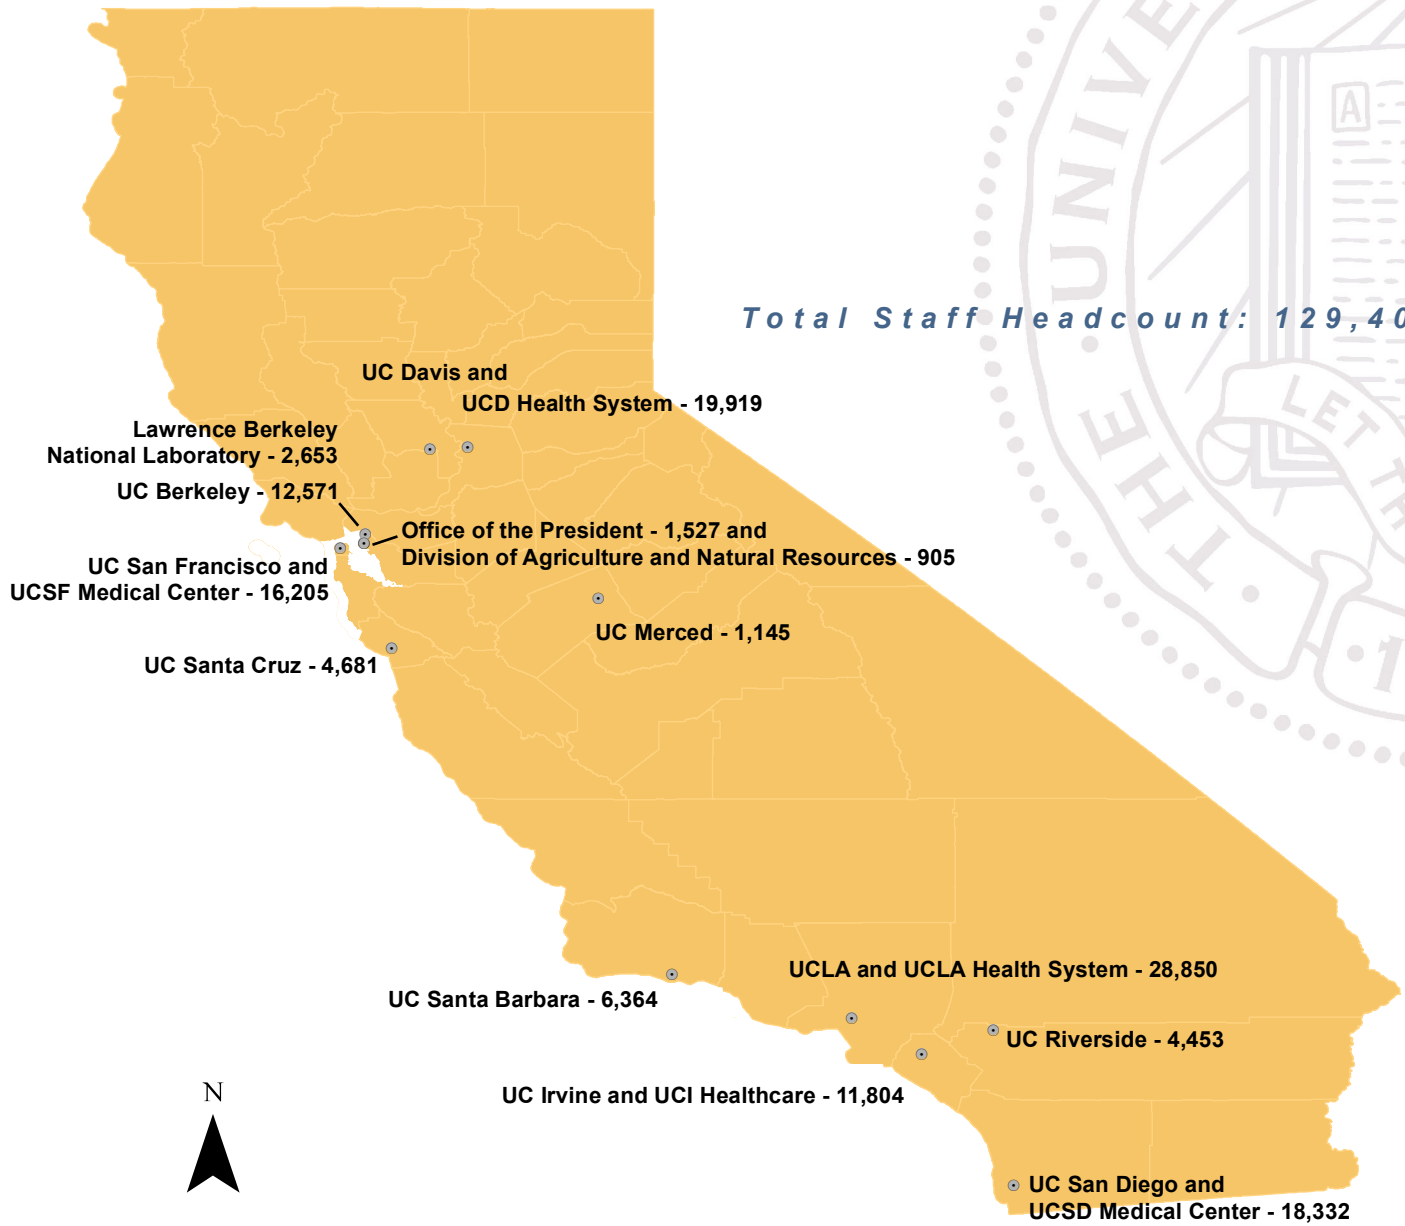 THE UNIVE
A
LET
Total Staff Headcount: 129,40
UC Davis and
UCD Health System - 19,919
Lawrence Berkeley
National Laboratory - 2,653
UC Berkeley - 12,571
Office of the President - 1,527 and
Division of Agriculture and Natural Resources - 905
UC San Francisco and
UCSF Medical Center - 16,205
UC Merced - 1,145
UC Santa Cruz - 4,681
UCLA and UCLA Health System - 28,850
UC Santa Barbara - 6,364
UC Riverside - 4,453
UC Irvine and UCI Healthcare - 11,804
N
UC San Diego and
UCSD Medical Center - 18,332